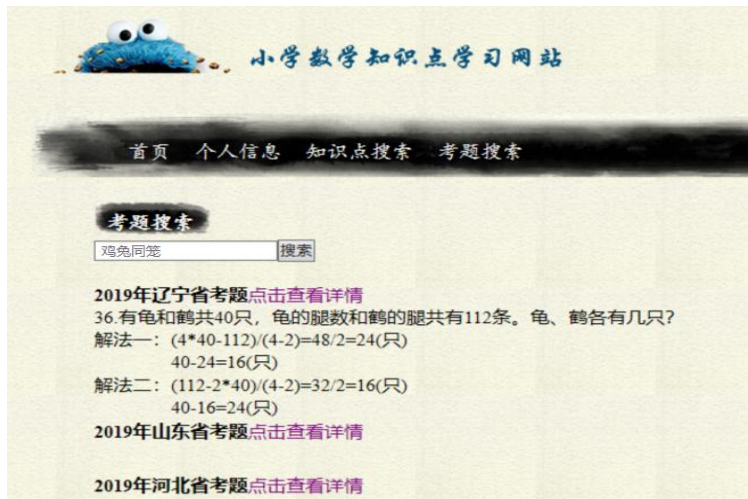 小学数学知识点学习网站
首页 个人信息 知识点搜索 考题搜索
考题搜索
鸡兔同笼 搜索
2019年辽宁省考题点击查看详情
36.有龟和鹤共40只，龟的腿数和鹤的腿共有112条。龟、鹤各有几只？
解法一：(4*40-112)/(4-2)=48/2=24(只)
40-24=16(只)
解法二：(112-2*40)/(4-2)=32/2=16(只)
40-16=24(只)
2019年山东省考题点击查看详情
2019年河北省考题点击查看详情